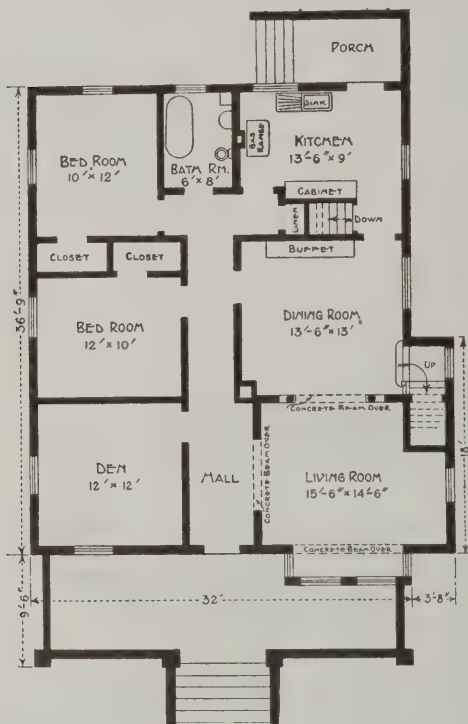 PORCH
SINK
GAS
RANGE
KITCHEN
13'-6" × 9'
BED ROOM
10' × 12'
BATH RM.
6' × 8'
CABINET
LINEN
DOWN
CLOSET
CLOSET
BUFFET
36'-9"
BED ROOM
12' × 10'
DINING ROOM
13'-6" × 13'
UP
CONCRETE BEAM OVER
DEN
12' × 12'
HALL
CONCRETE BEAM OVER
LIVING ROOM
15'-6" × 14'-6"
18'
CONCRETE BEAM OVER
9'-6"
32'
3'-8"